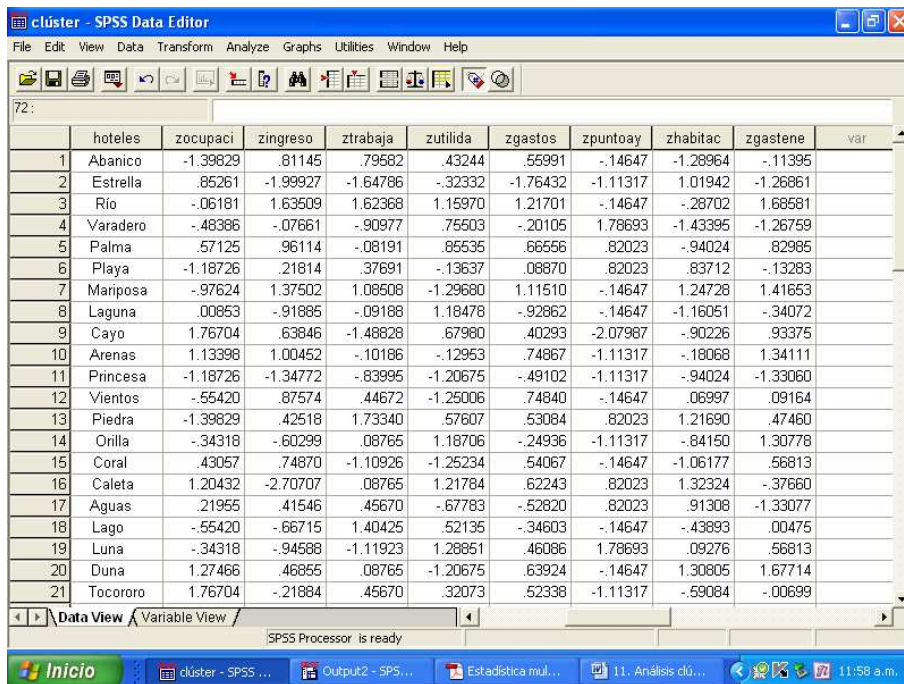 clúster - SPSS Data Editor
File Edit View Data Transform Analyze Graphs Utilities Window Help
72 :
hoteles zocupaci zingreso ztrabaja zutilida zgastos zpuntoay zhabitac zgastene var
1 Abanico -1.39829 .81145 .79582 .43244 .55991 -.14647 -1.28964 -.11395
2 Estrella .85261 -1.99927 -1.64786 -.32332 -1.76432 -1.11317 1.01942 -1.26861
3 Río -.06181 1.63509 1.62368 1.15970 1.21701 -.14647 -.28702 1.68581
4 Varadero -.48386 -.07661 -.90977 .75503 -.20105 1.78693 -1.43395 -1.26759
5 Palma .57125 .96114 -.08191 .85535 .66556 .82023 -.94024 .82985
6 Playa -1.18726 .21814 .37691 -.13637 .08870 .82023 .83712 -.13283
7 Mariposa -.97624 1.37502 1.08508 -1.29680 1.11510 -.14647 1.24728 1.41653
8 Laguna .00853 -.91885 -.09188 1.18478 -.92862 -.14647 -1.16051 -.34072
9 Cayo 1.76704 .63846 -1.48828 .67980 .40293 -2.07987 -.90226 .93375
10 Arenas 1.13398 1.00452 -.10186 -.12953 .74867 -1.11317 -.18068 1.34111
11 Princesa -1.18726 -1.34772 -.83995 -1.20675 -.49102 -1.11317 -.94024 -1.33060
12 Vientos -.55420 .87574 .44672 -1.25006 .74840 -.14647 .06997 .09164
13 Piedra -1.39829 .42518 1.73340 .57607 .53084 .82023 1.21690 .47460
14 Orilla -.34318 -.60299 .08765 1.18706 -.24936 -1.11317 -.84150 1.30778
15 Coral .43057 .74870 -1.10926 -1.25234 .54067 -.14647 -1.06177 .56813
16 Caleta 1.20432 -2.70707 .08765 1.21784 .62243 .82023 1.32324 -.37660
17 Aguas .21955 .41546 .45670 -.67783 -.52820 .82023 .91308 -1.33077
18 Lago -.55420 -.66715 1.40425 .52135 -.34603 -.14647 -.43893 .00475
19 Luna -.34318 -.94588 -1.11923 1.28851 .46086 1.78693 .09276 .56813
20 Duna 1.27466 .46855 .08765 -1.20675 .63924 -.14647 1.30805 1.67714
21 Tocororo 1.76704 -.21884 .45670 .32073 .52338 -1.11317 -.59084 -.00699
Data View Variable View
SPSS Processor is ready
Inicio clúster - SPSS ... Output2 - SPS... Estadística mul... 11. Análisis clú... 11:58 a.m.